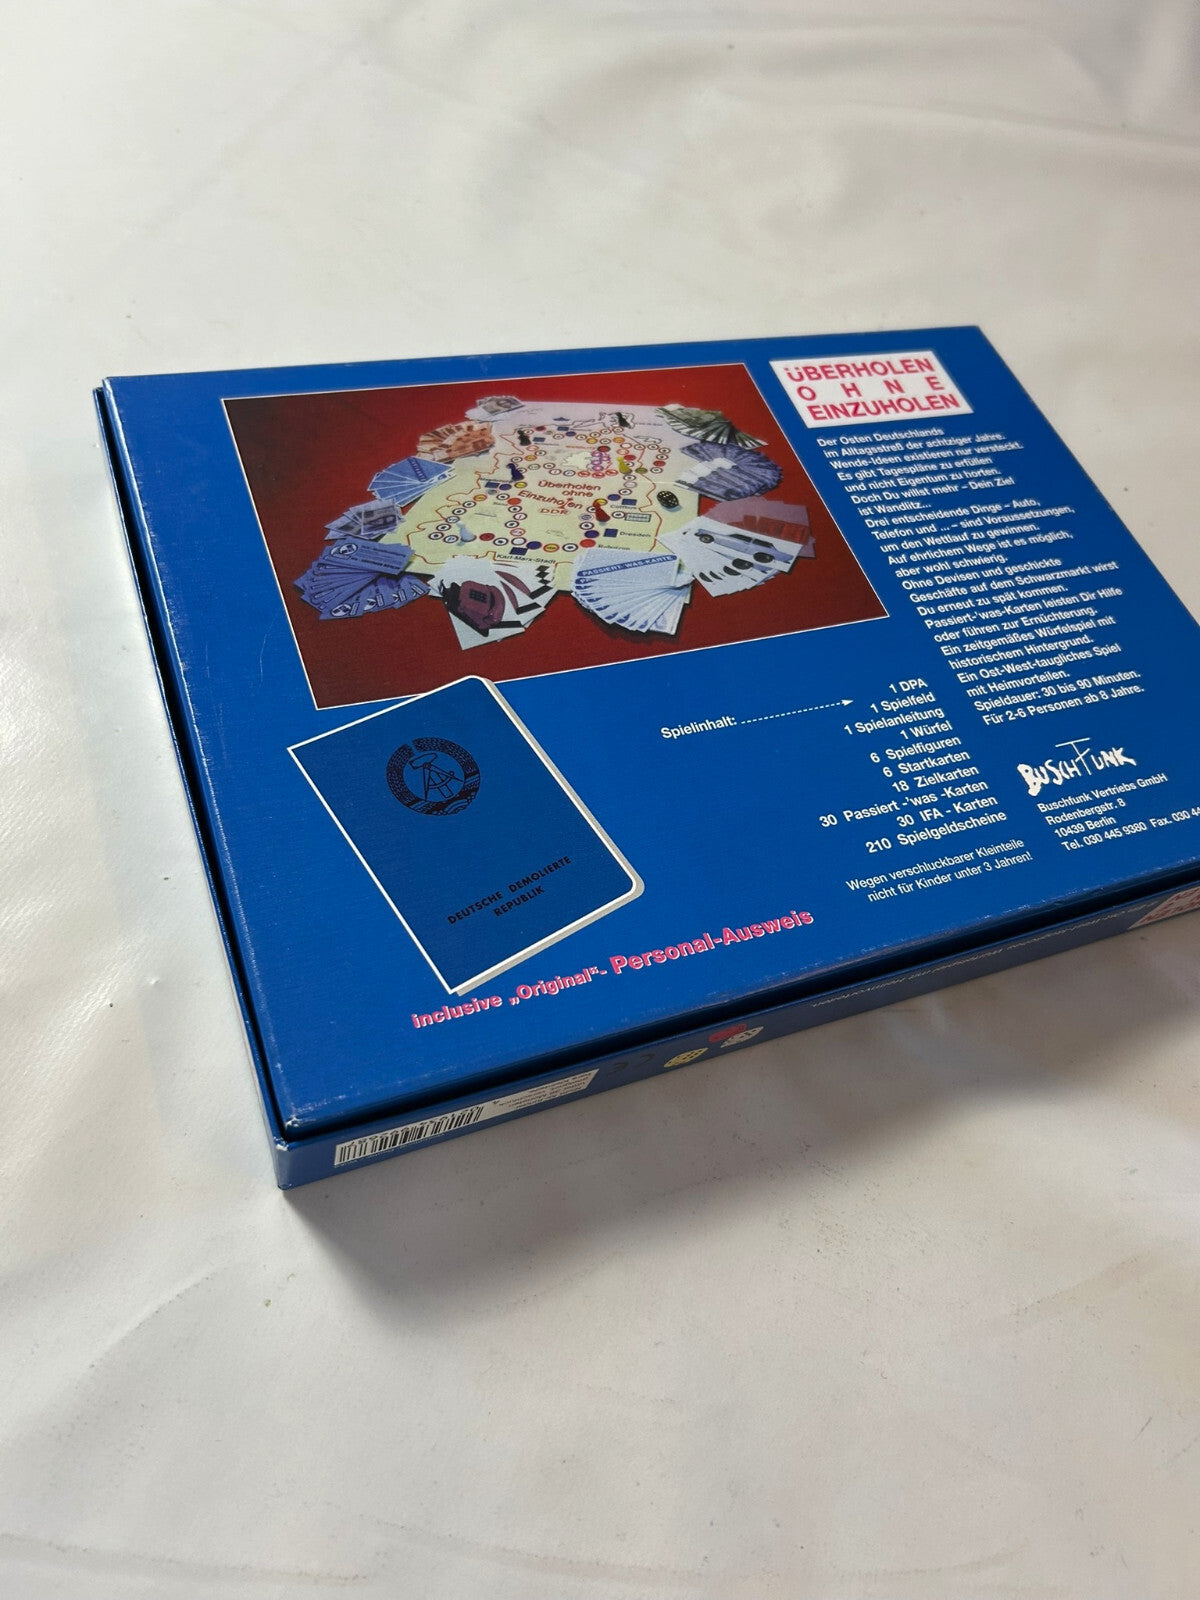 ÜBERHOLEN
OHNE
EINZUHOLEN
Der Osten Deutschlands
im Alltagsstreß der achtziger Jahre.
Wende-Ideen existieren nur versteckt.
Es gibt Tagespläne zu erfüllen
und nicht Eigentum zu horten.
Doch Du willst mehr – Dein Ziel
ist Wandlitz...
Drei entscheidende Dinge – Auto,
Telefon und ... – sind Voraussetzungen,
um den Wettlauf zu gewinnen.
Auf ehrlichem Wege ist es möglich,
aber wohl schwierig.
Ohne Devisen und geschickte
Geschäfte auf dem Schwarzmarkt wirst
Du erneut zu spät kommen.
Passiert-'was-Karten leisten Dir Hilfe
oder führen zur Ernüchterung.
Ein zeitgemäßes Würfelspiel mit
historischem Hintergrund.
Ein Ost-West-taugliches Spiel
mit Heimvorteilen.
Spieldauer: 30 bis 90 Minuten.
Für 2-6 Personen ab 8 Jahre.
Überholen
ohne
Einzuholen
DDR
Dresden
Karl-Marx-Stadt
PASSIERT-WAS-KARTE
Spielinhalt:
1 DPA
1 Spielfeld
1 Spielanleitung
1 Würfel
6 Spielfiguren
6 Startkarten
18 Zielkarten
30 Passiert-'was-Karten
30 IFA - Karten
210 Spielgeldscheine
Wegen verschluckbarer Kleinteile
nicht für Kinder unter 3 Jahren!
BUSCHFUNK
Buschfunk Vertriebs GmbH
Rodenbergstr. 8
10439 Berlin
Tel. 030 445 9380 Fax. 030 44
DEUTSCHE DEMOLIERTE
REPUBLIK
inclusive „Original"- Personal-Ausweis